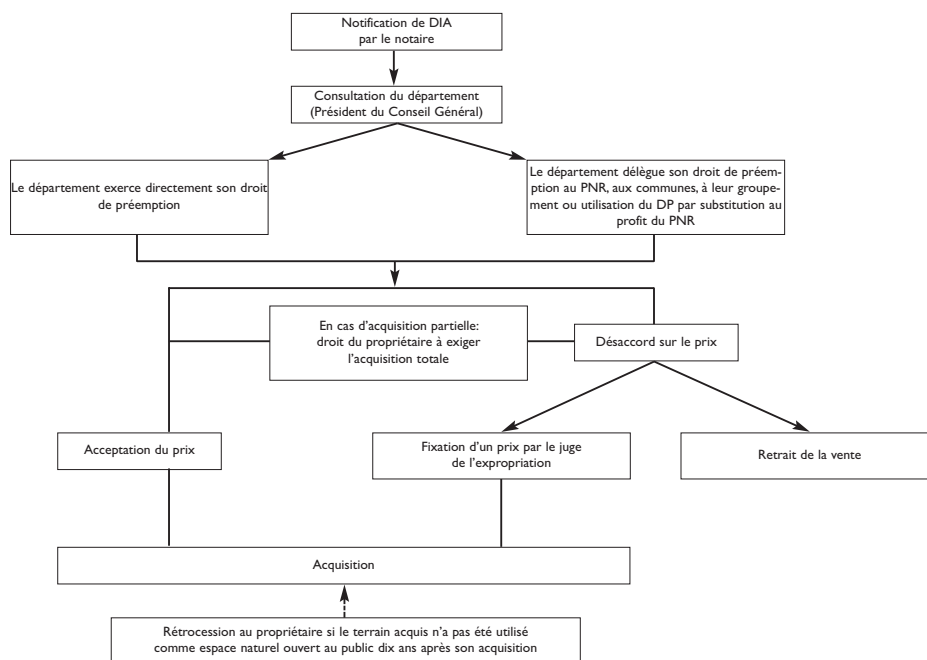 Notification de DIA
par le notaire
Consultation du département
(Président du Conseil Général)
Le département exerce directement son droit
de préemption
Le département délègue son droit de préem-
ption au PNR, aux communes, à leur groupe-
ment ou utilisation du DP par substitution au
profit du PNR
En cas d'acquisition partielle:
droit du propriétaire à exiger
l'acquisition totale
Désaccord sur le prix
Acceptation du prix
Fixation d'un prix par le juge
de l'expropriation
Retrait de la vente
Acquisition
Rétrocession au propriétaire si le terrain acquis n'a pas été utilisé
comme espace naturel ouvert au public dix ans après son acquisition